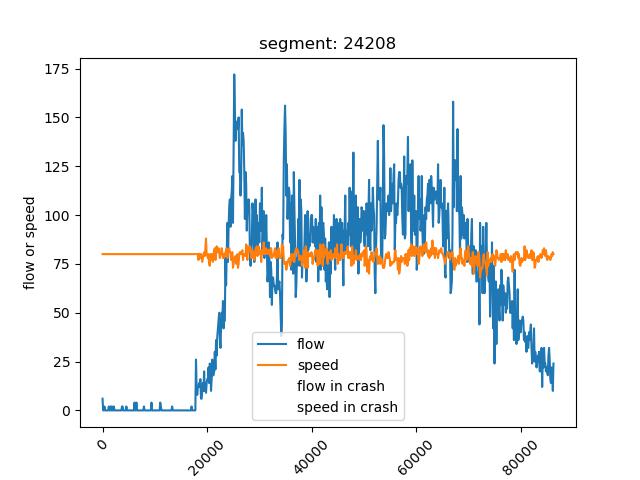 segment: 24208
175
150
125
100
75
50
25
0
flow or speed
flow
speed
flow in crash
speed in crash
0
20000
40000
60000
80000